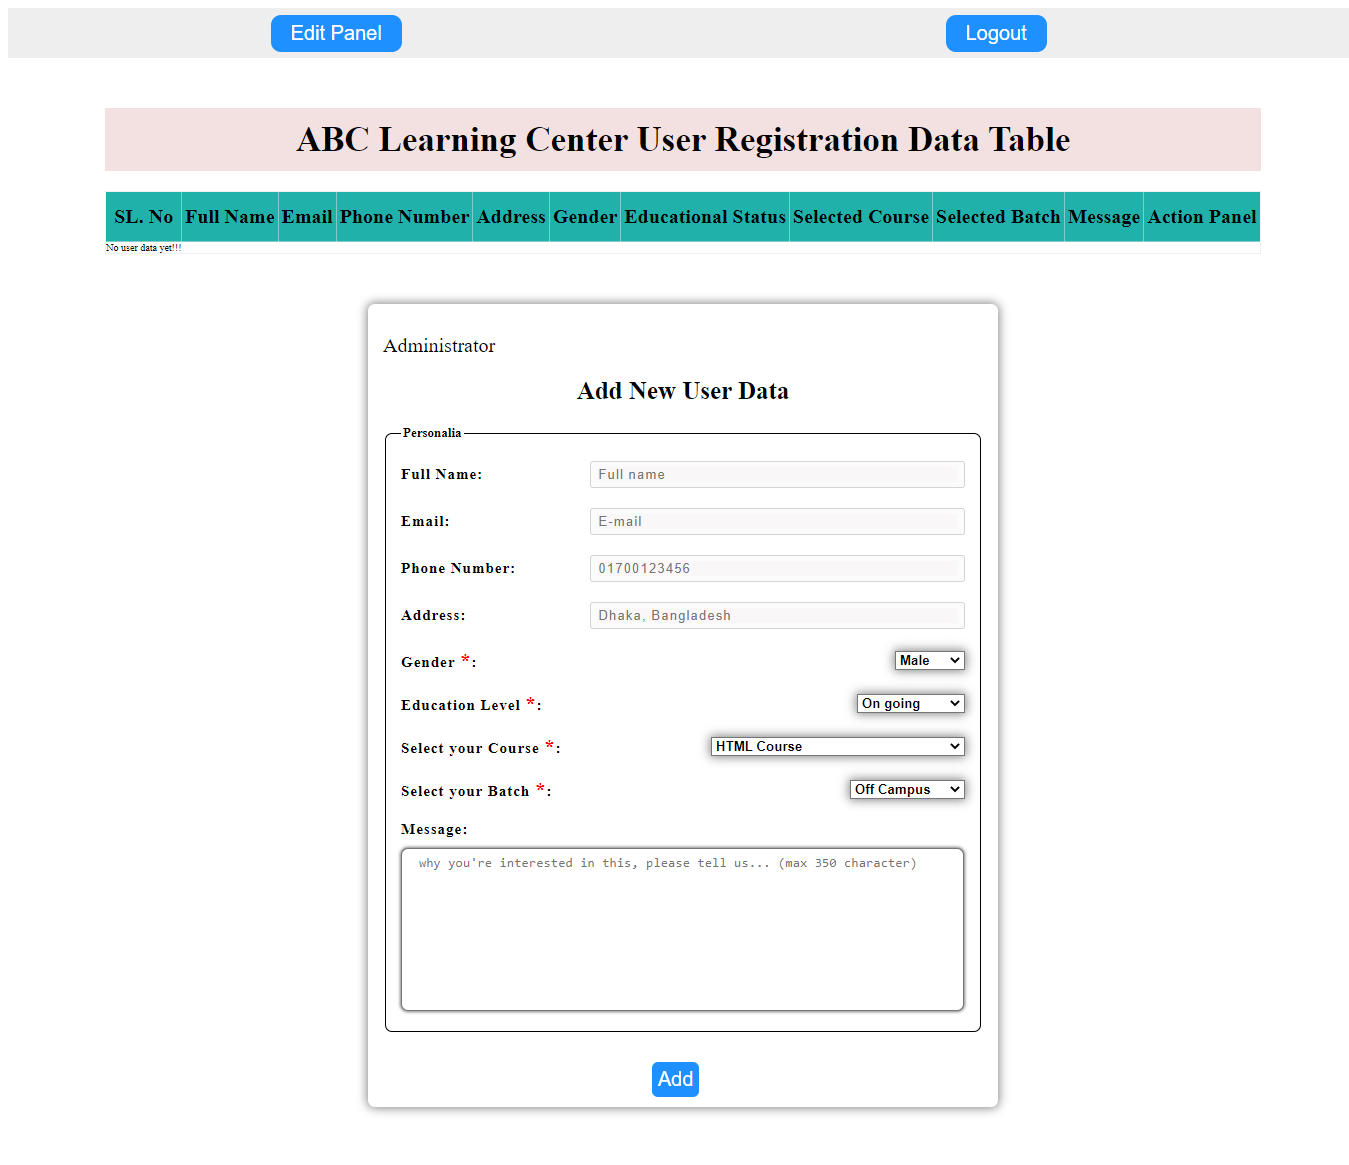 Edit Panel Logout
ABC Learning Center User Registration Data Table
SL. No Full Name Email Phone Number Address Gender Educational Status Selected Course Selected Batch Message Action Panel
No user data yet!!!
Administrator
Add New User Data
Personalia
Full Name: Full name
Email: E-mail
Phone Number: 01700123456
Address: Dhaka, Bangladesh
Gender *: Male
Education Level *: On going
Select your Course *: HTML Course
Select your Batch *: Off Campus
Message:
why you're interested in this, please tell us... (max 350 character)
Add